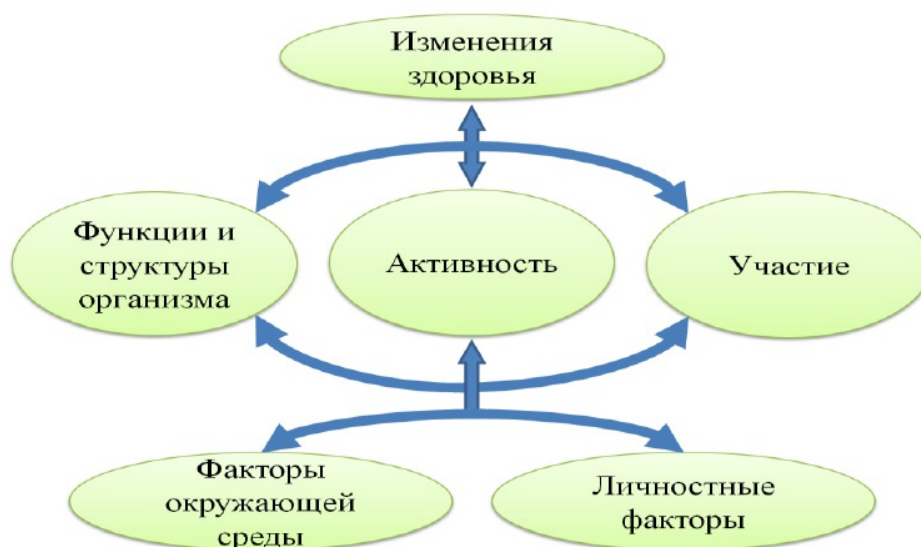 Изменения
здоровья
Функции и
структуры
организма
Активность
Участие
Факторы
окружающей
среды
Личностные
факторы